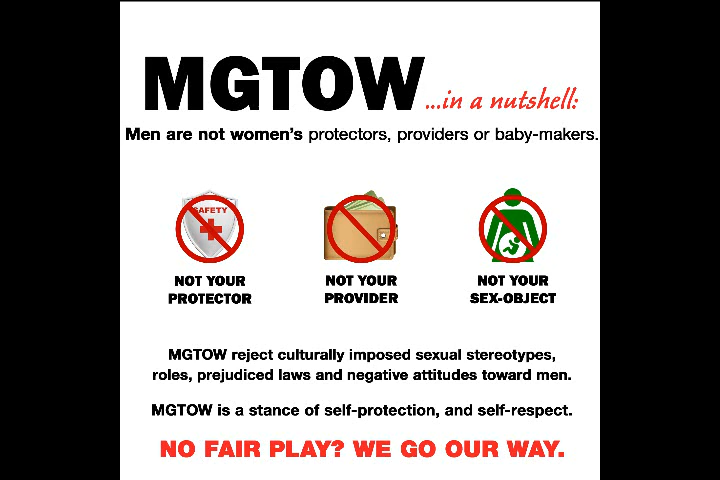 MGTOW ...in a nutshell:
Men are not women's protectors, providers or baby-makers.
SAFETY
NOT YOUR
PROTECTOR
NOT YOUR
PROVIDER
NOT YOUR
SEX-OBJECT
MGTOW reject culturally imposed sexual stereotypes,
roles, prejudiced laws and negative attitudes toward men.
MGTOW is a stance of self-protection, and self-respect.
NO FAIR PLAY? WE GO OUR WAY.